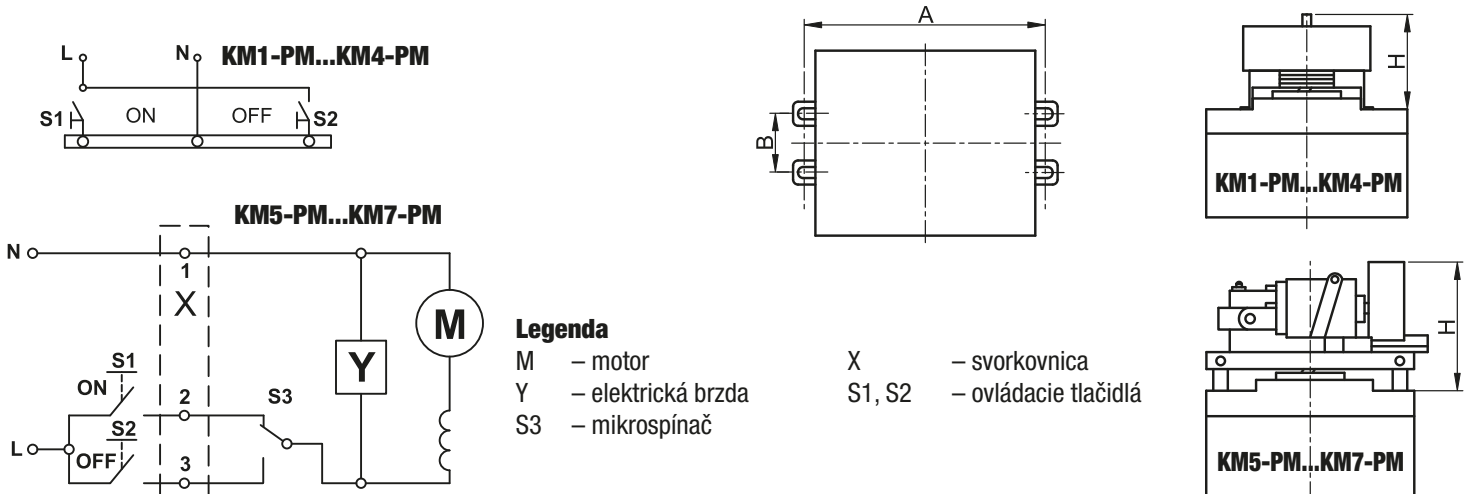 KM1-PM...KM4-PM
L
N
S1
ON
OFF
S2
KM5-PM...KM7-PM
N
1
X
M
Y
S1
ON
2
S3
S2
L
OFF
3
A
B
H
KM1-PM...KM4-PM
H
KM5-PM...KM7-PM
Legenda
M – motor
Y – elektrická brzda
S3 – mikrospínač
X – svorkovnica
S1, S2 – ovládacie tlačidlá